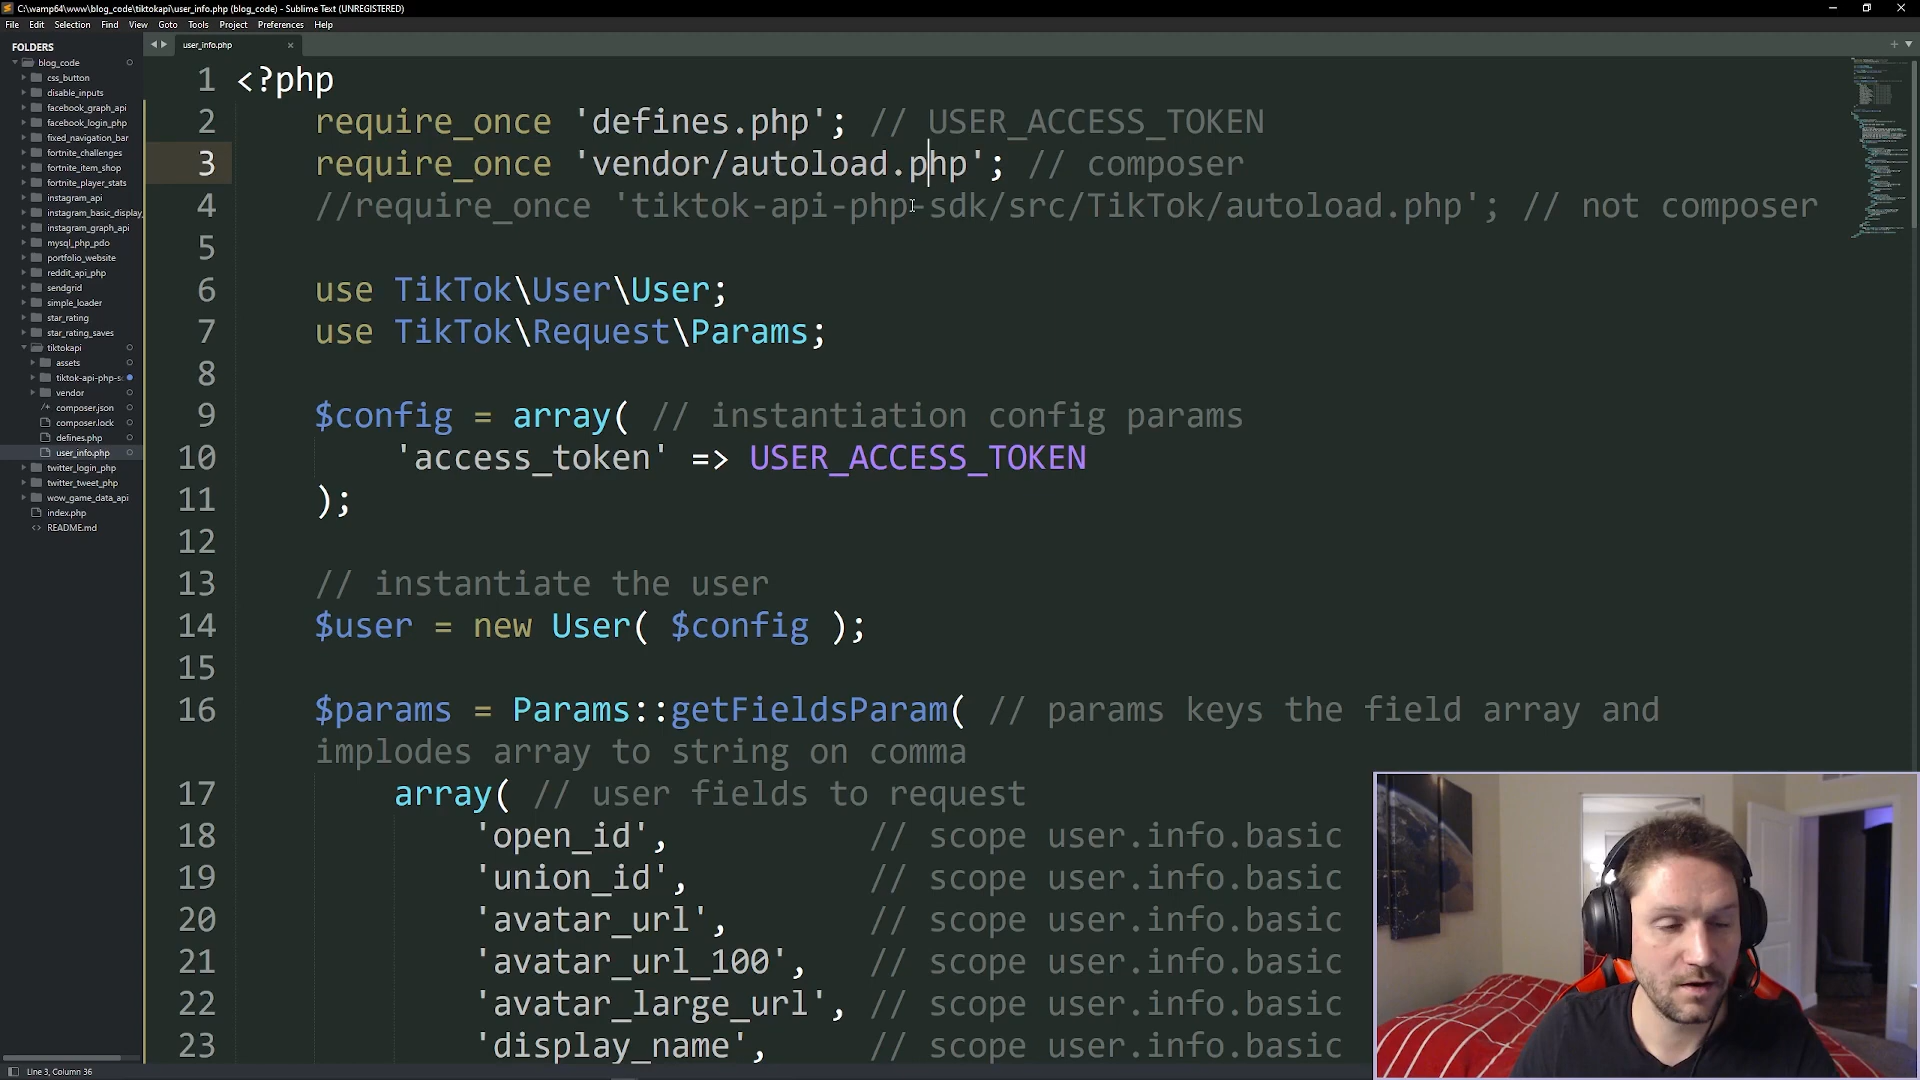 C:\wamp64\www\blog_code\tiktokapi\user_info.php (blog_code) - Sublime Text (UNREGISTERED)
File Edit Selection Find View Goto Tools Project Preferences Help
FOLDERS
blog_code
css_button
disable_inputs
facebook_graph_api
facebook_login_php
fixed_navigation_bar
fortnite_challenges
fortnite_item_shop
fortnite_player_stats
instagram_api
instagram_basic_display_
instagram_graph_api
mysql_php_pdo
portfolio_website
reddit_api_php
sendgrid
simple_loader
star_rating
star_rating_saves
tiktokapi
assets
tiktok-api-php-s
vendor
composer.json
composer.lock
defines.php
user_info.php
twitter_login_php
twitter_tweet_php
wow_game_data_api
index.php
README.md
user_info.php
1 <?php
2 require_once 'defines.php'; // USER_ACCESS_TOKEN
3 require_once 'vendor/autoload.php'; // composer
4 //require_once 'tiktok-api-php-sdk/src/TikTok/autoload.php'; // not composer
5
6 use TikTok\User\User;
7 use TikTok\Request\Params;
8
9 $config = array( // instantiation config params
10 'access_token' => USER_ACCESS_TOKEN
11 );
12
13 // instantiate the user
14 $user = new User( $config );
15
16 $params = Params::getFieldsParam( // params keys the field array and
implodes array to string on comma
17 array( // user fields to request
18 'open_id', // scope user.info.basic
19 'union_id', // scope user.info.basic
20 'avatar_url', // scope user.info.basic
21 'avatar_url_100', // scope user.info.basic
22 'avatar_large_url', // scope user.info.basic
23 'display_name', // scope user.info.basic
Line 3, Column 36